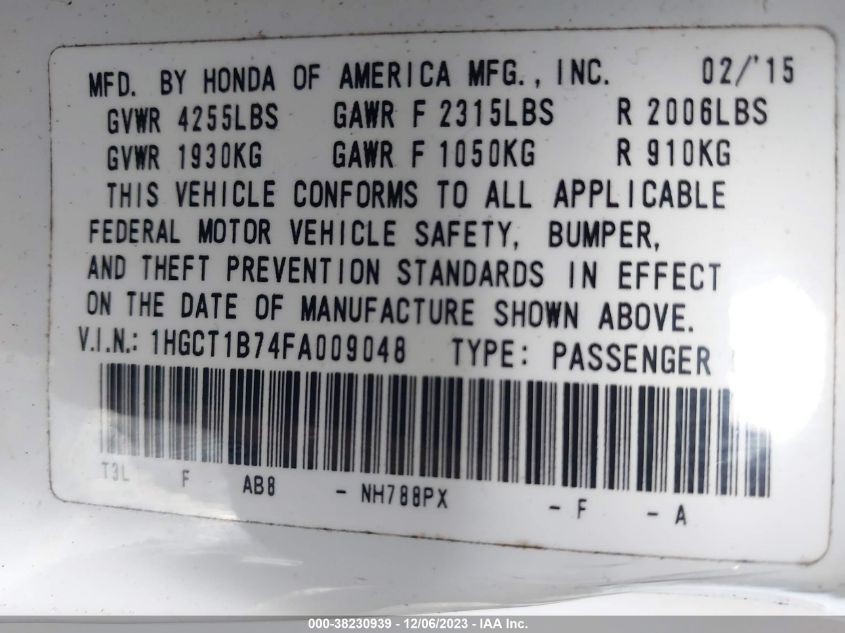 MFD. BY HONDA OF AMERICA MFG., INC. 02/'15
GVWR 4255LBS GAWR F 2315LBS R 2006LBS
GVWR 1930KG GAWR F 1050KG R 910KG
THIS VEHICLE CONFORMS TO ALL APPLICABLE
FEDERAL MOTOR VEHICLE SAFETY, BUMPER,
AND THEFT PREVENTION STANDARDS IN EFFECT
ON THE DATE OF MANUFACTURE SHOWN ABOVE.
V.I.N.: 1HGCT1B74FA009048 TYPE: PASSENGER
T3L F AB8 - NH788PX - F - A
000-38230939 - 12/06/2023 - IAA Inc.